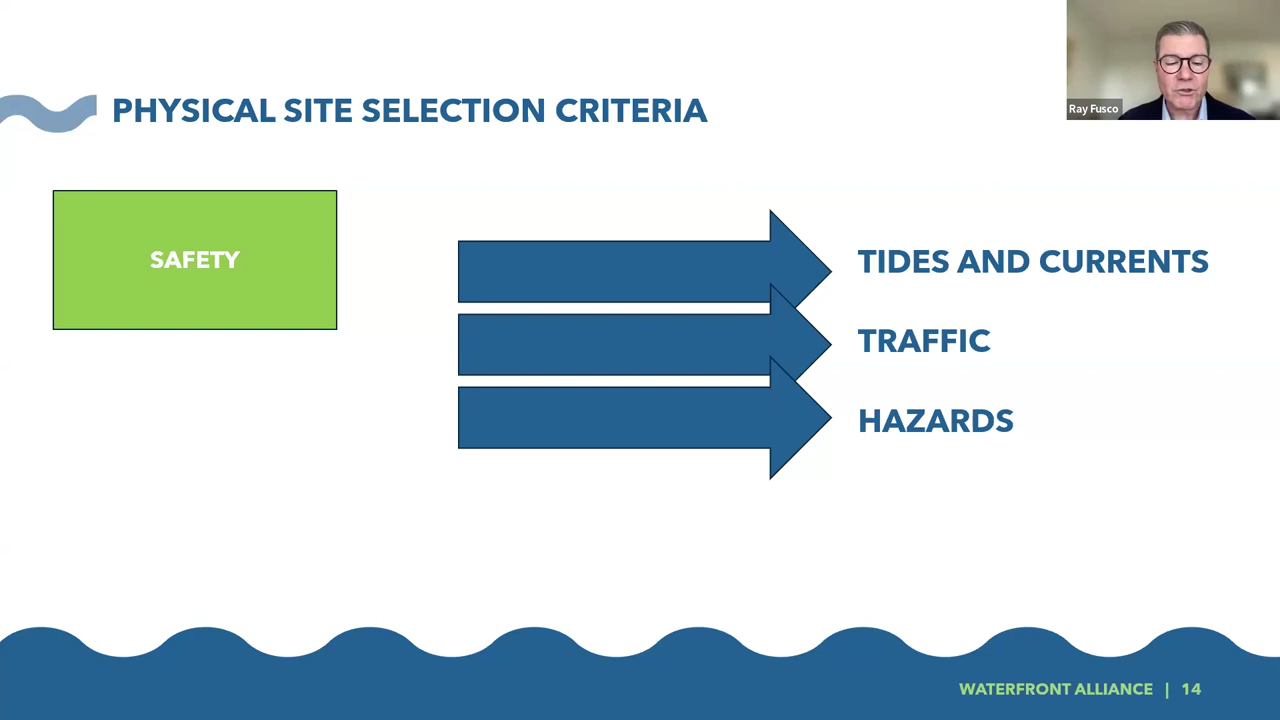 Ray Fusco
PHYSICAL SITE SELECTION CRITERIA
SAFETY
TIDES AND CURRENTS
TRAFFIC
HAZARDS
WATERFRONT ALLIANCE | 14